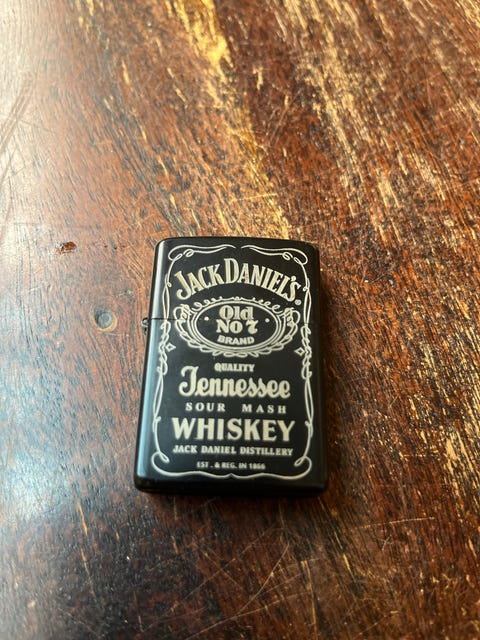 JACK DANIEL'S
Old
No 7
BRAND
QUALITY
Tennessee
SOUR MASH
WHISKEY
JACK DANIEL DISTILLERY
EST. & REG. IN 1866